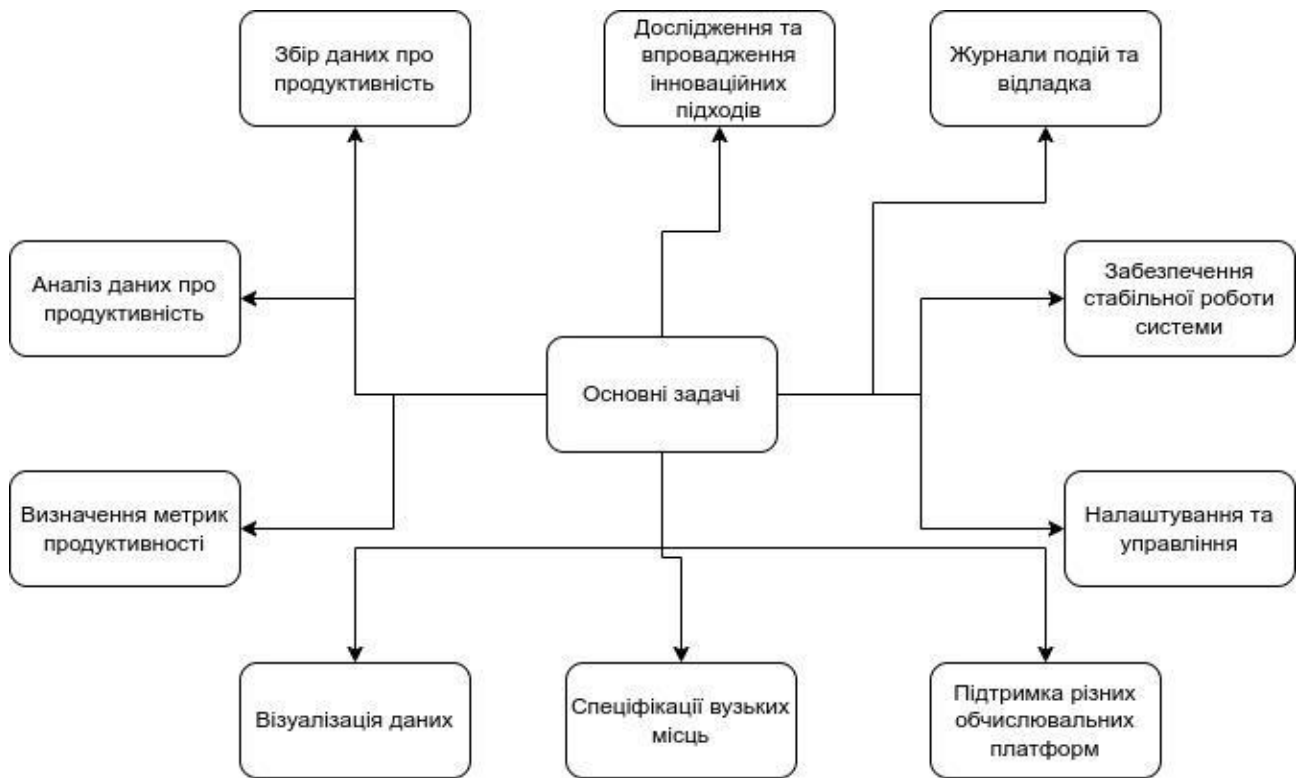 Збір даних про
продуктивність
Дослідження та
впровадження
інноваційних
підходів
Журнали подій та
відладка
Аналіз даних про
продуктивність
Забезпечення
стабільної роботи
системи
Основні задачі
Визначення метрик
продуктивності
Налаштування та
управління
Візуалізація даних
Спеціфікації вузьких
місць
Підтримка різних
обчислювальних
платформ